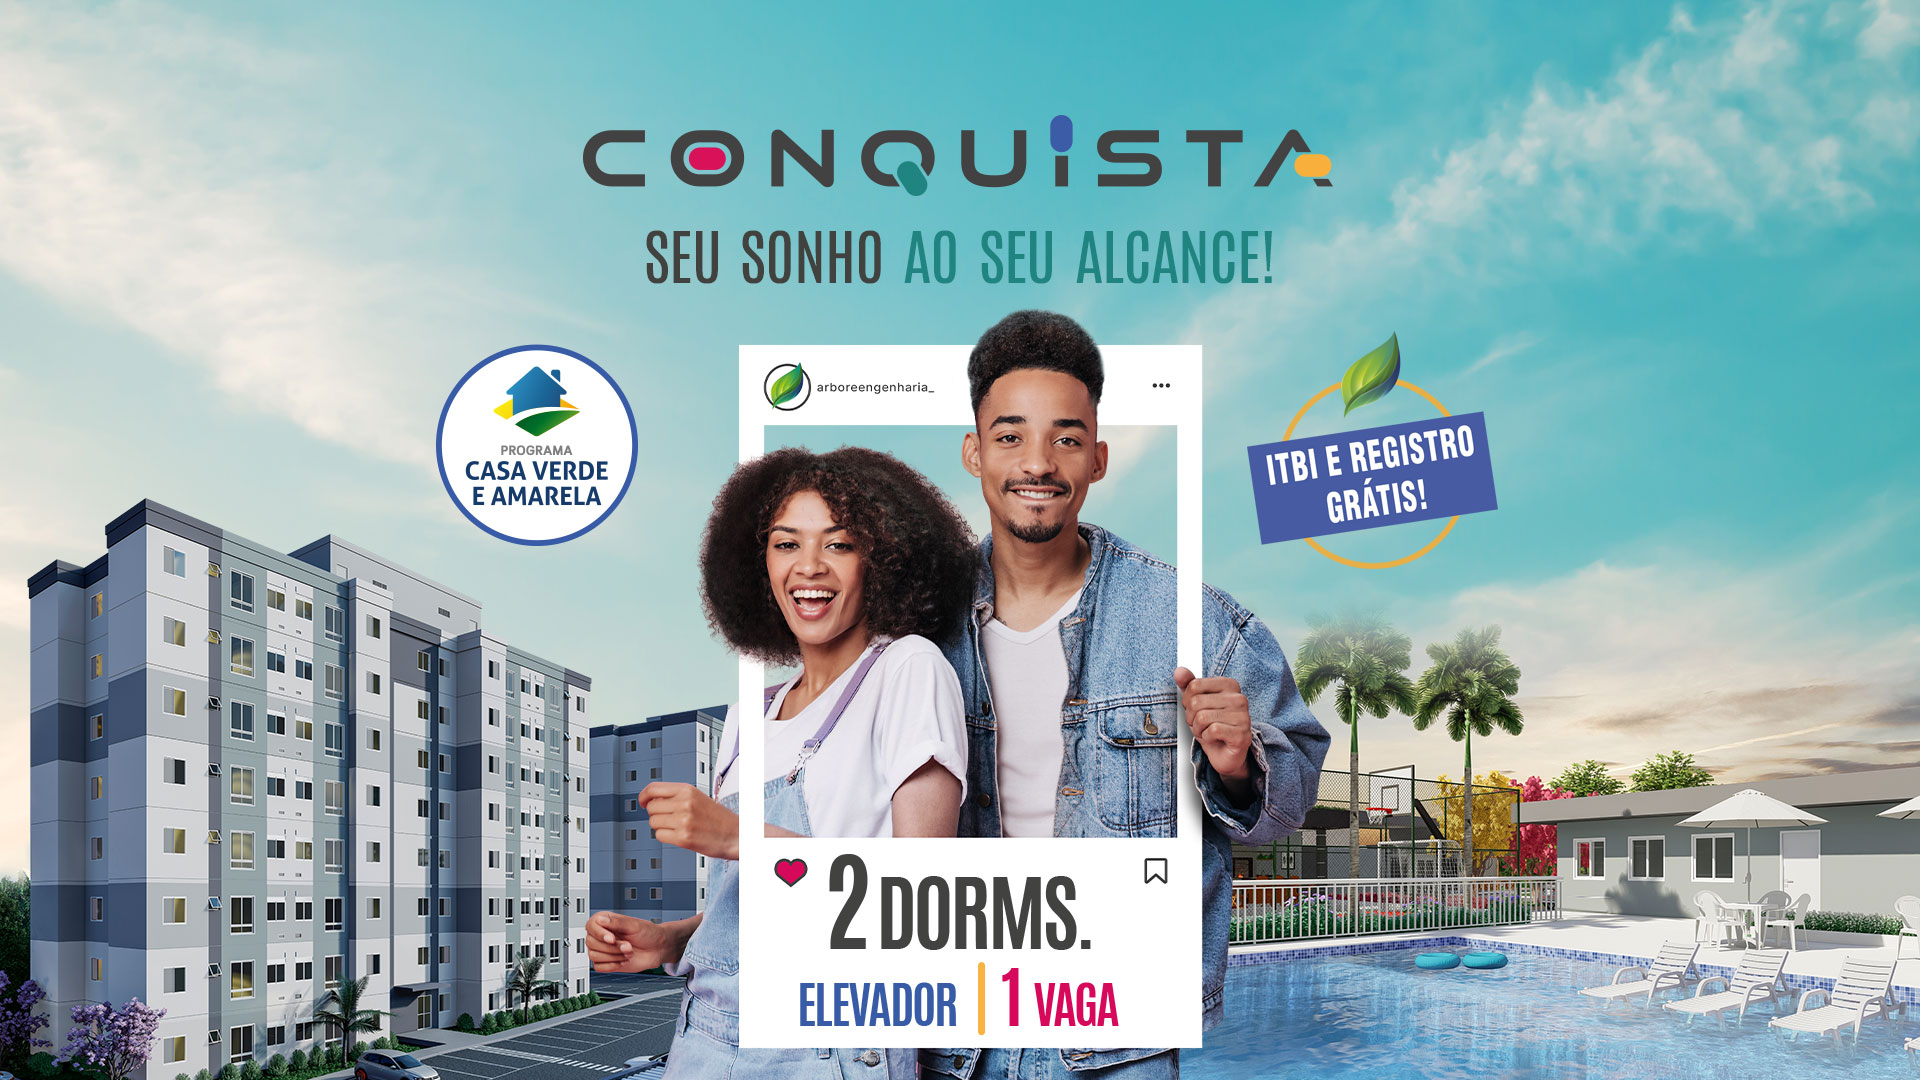 CONQUISTA
SEU SONHO AO SEU ALCANCE!
PROGRAMA
CASA VERDE
E AMARELA
arboreengenharia_
ITBI E REGISTRO
GRÁTIS!
2 DORMS.
ELEVADOR | 1 VAGA